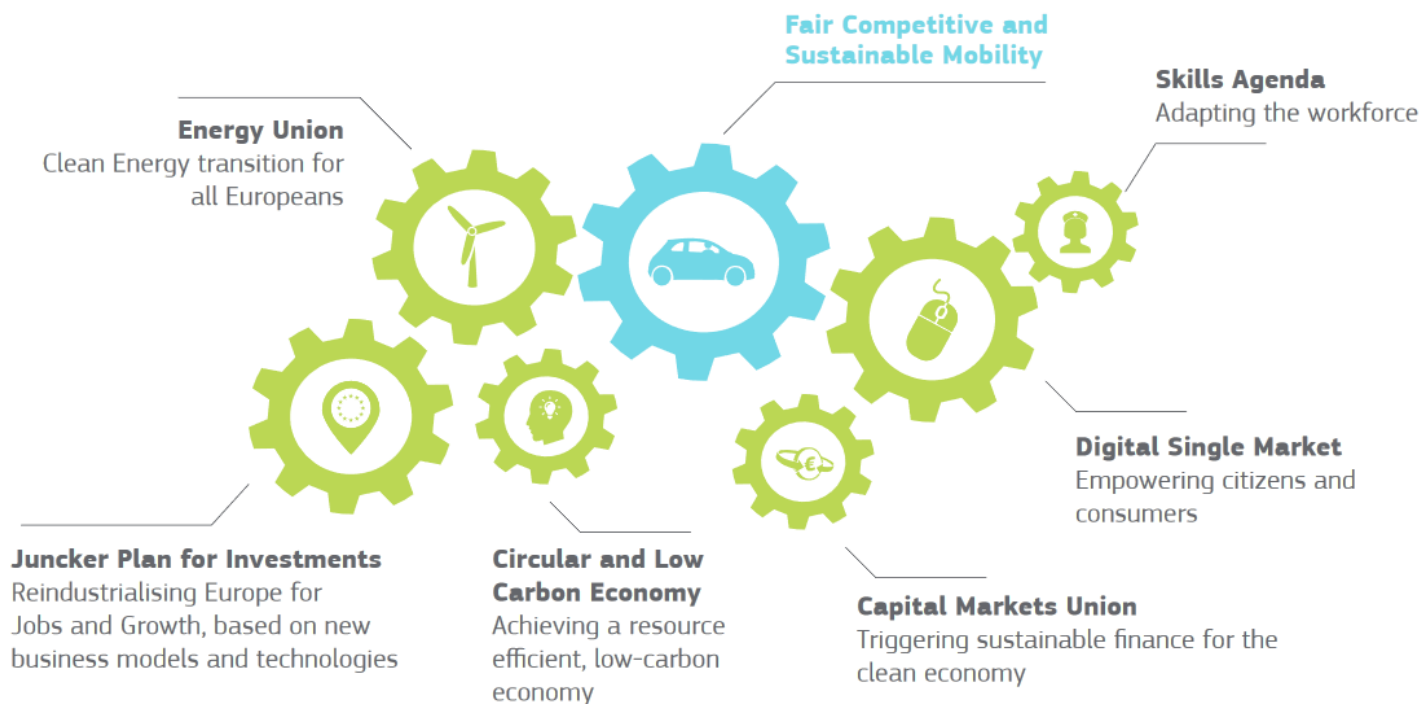 Fair Competitive and
Sustainable Mobility
Skills Agenda
Adapting the workforce
Energy Union
Clean Energy transition for
all Europeans
Digital Single Market
Empowering citizens and
consumers
Juncker Plan for Investments
Reindustrialising Europe for
Jobs and Growth, based on new
business models and technologies
Circular and Low
Carbon Economy
Achieving a resource
efficient, low-carbon
economy
€
Capital Markets Union
Triggering sustainable finance for the
clean economy